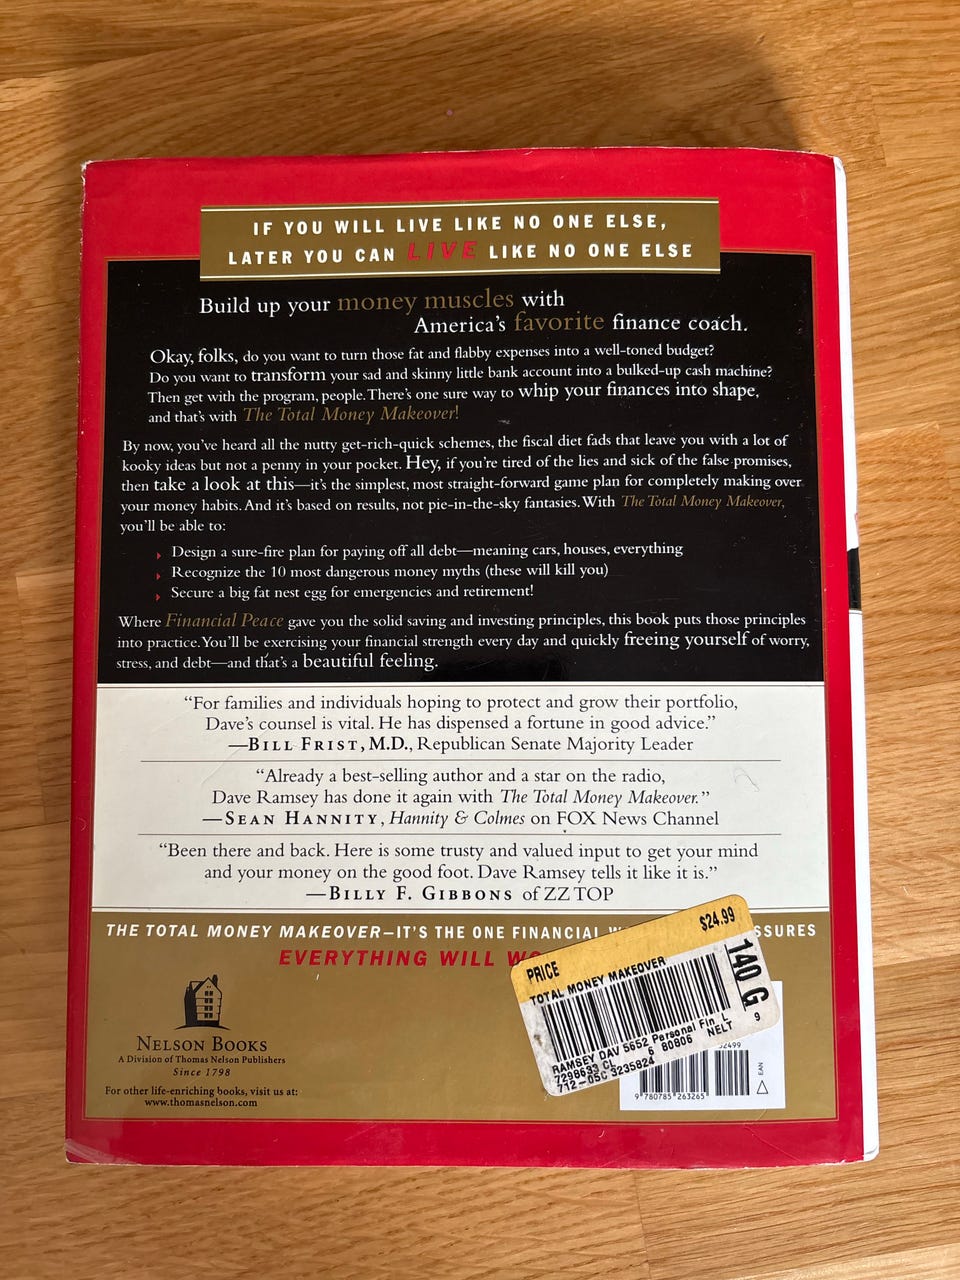 IF YOU WILL LIVE LIKE NO ONE ELSE,
LATER YOU CAN LIVE LIKE NO ONE ELSE
Build up your money muscles with
America's favorite finance coach.
Okay, folks, do you want to turn those fat and flabby expenses into a well-toned budget?
Do you want to transform your sad and skinny little bank account into a bulked-up cash machine?
Then get with the program, people. There's one sure way to whip your finances into shape,
and that's with The Total Money Makeover!
By now, you've heard all the nutty get-rich-quick schemes, the fiscal diet fads that leave you with a lot of
kooky ideas but not a penny in your pocket. Hey, if you're tired of the lies and sick of the false promises,
then take a look at this—it's the simplest, most straight-forward game plan for completely making over
your money habits. And it's based on results, not pie-in-the-sky fantasies. With The Total Money Makeover,
you'll be able to:
Design a sure-fire plan for paying off all debt—meaning cars, houses, everything
Recognize the 10 most dangerous money myths (these will kill you)
Secure a big fat nest egg for emergencies and retirement!
Where Financial Peace gave you the solid saving and investing principles, this book puts those principles
into practice. You'll be exercising your financial strength every day and quickly freeing yourself of worry,
stress, and debt—and that's a beautiful feeling.
"For families and individuals hoping to protect and grow their portfolio,
Dave's counsel is vital. He has dispensed a fortune in good advice."
—BILL FRIST, M.D., Republican Senate Majority Leader
"Already a best-selling author and a star on the radio,
Dave Ramsey has done it again with The Total Money Makeover."
—SEAN HANNITY, Hannity & Colmes on FOX News Channel
"Been there and back. Here is some trusty and valued input to get your mind
and your money on the good foot. Dave Ramsey tells it like it is."
—BILLY F. GIBBONS of ZZ TOP
THE TOTAL MONEY MAKEOVER—IT'S THE ONE FINANCIAL
EVERYTHING WILL
$24.99
PRICE
TOTAL MONEY MAKEOVER
140 G
9
RAMSEY DAV 5652 Personal Fin L
7298633 CL 6 80806 NELT
712-05C 3235824
EAN
9 780785 263265
NELSON BOOKS
A Division of Thomas Nelson Publishers
Since 1798
For other life-enriching books, visit us at:
www.thomasnelson.com